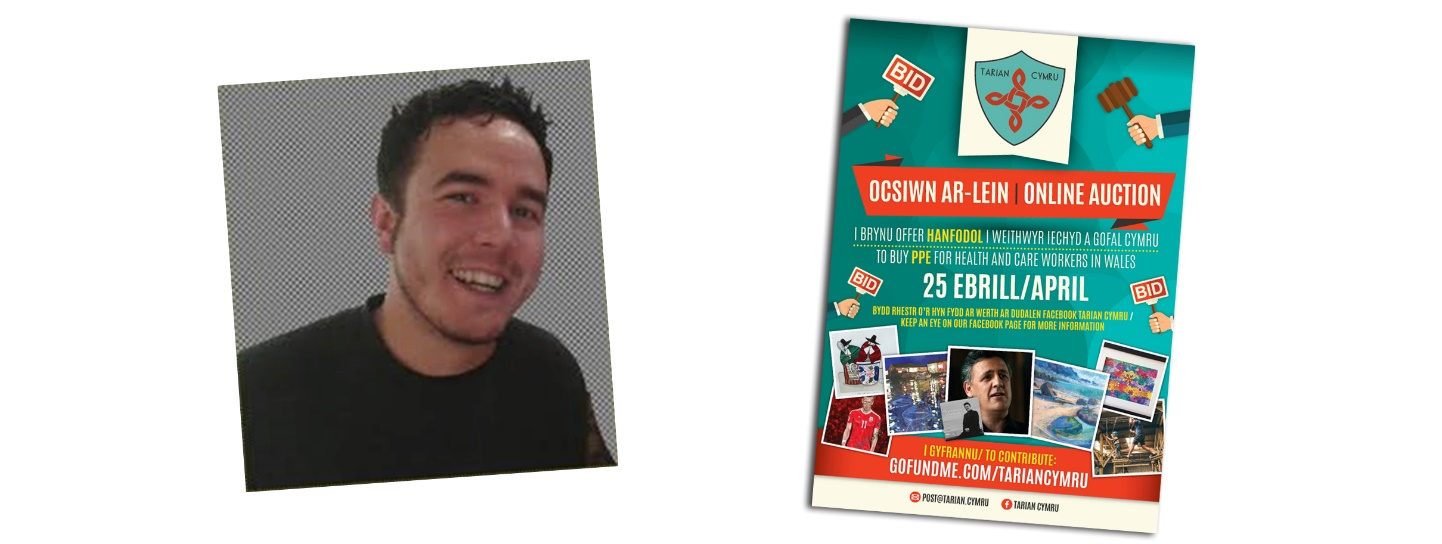 BID
TARIAN CYMRU
OCSIWN AR-LEIN | ONLINE AUCTION
I BRYNU OFFER HANFODOL I WEITHWYR IECHYD A GOFAL CYMRU
TO BUY PPE FOR HEALTH AND CARE WORKERS IN WALES
25 EBRILL/APRIL
BID
BID
BYDD RHESTR O'R HYN FYDD AR WERTH AR DUDALEN FACEBOOK TARIAN CYMRU /
KEEP AN EYE ON OUR FACEBOOK PAGE FOR MORE INFORMATION
11
I GYFRANNU/ TO CONTRIBUTE:
GOFUNDME.COM/TARIANCYMRU
POST@TARIAN.CYMRU TARIAN CYMRU